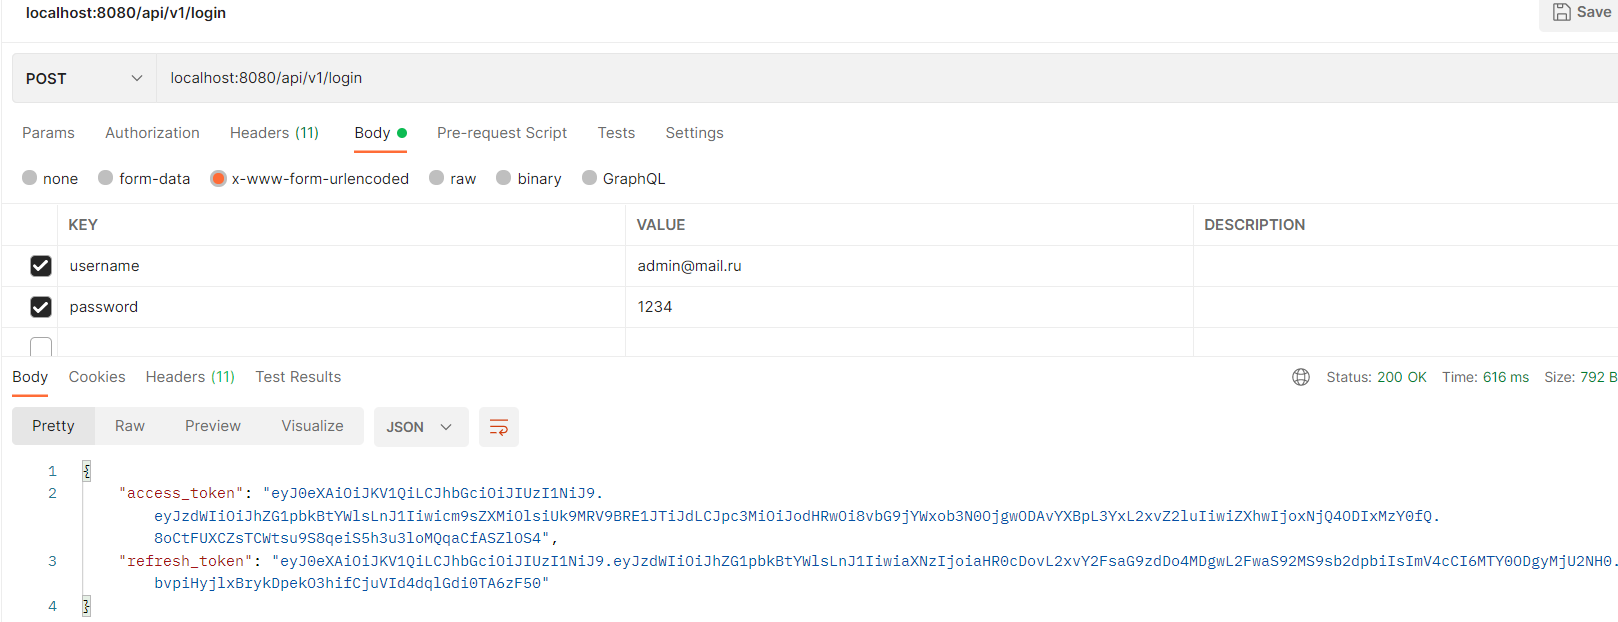 localhost:8080/api/v1/login
Save
POST
localhost:8080/api/v1/login
Params Authorization Headers (11) Body Pre-request Script Tests Settings
none form-data x-www-form-urlencoded raw binary GraphQL
KEY VALUE DESCRIPTION
username admin@mail.ru
password 1234
Body Cookies Headers (11) Test Results Status: 200 OK Time: 616 ms Size: 792 B
Pretty Raw Preview Visualize JSON
1 {
2 "access_token": "eyJ0eXAiOiJKV1QiLCJhbGciOiJIUzI1NiJ9.
eyJzdWIiOiJhZG1pbkBtYWlsLnJ1Iiwicm9sZXMiOlsiUk9MRV9BRE1JTiJdLCJpc3MiOiJodHRwOi8vbG9jYWxob3N0OjgwODAvYXBpL3YxL2xvZ2luIiwiZXhwIjoxNjQ4ODIxMzY0fQ.
8oCtFUXCZsTCWtsu9S8qeiS5h3u3loMQqaCfASZlOS4",
3 "refresh_token": "eyJ0eXAiOiJKV1QiLCJhbGciOiJIUzI1NiJ9.eyJzdWIiOiJhZG1pbkBtYWlsLnJ1IiwiaXNzIjoiaHR0cDovL2xvY2FsaG9zdDo4MDgwL2FwaS92MS9sb2dpbiIsImV4cCI6MTY0ODgyMjU2NH0.
bvpiHyjlxBrykDpekO3hifCjuVId4dqlGdi0TA6zF50"
4 }